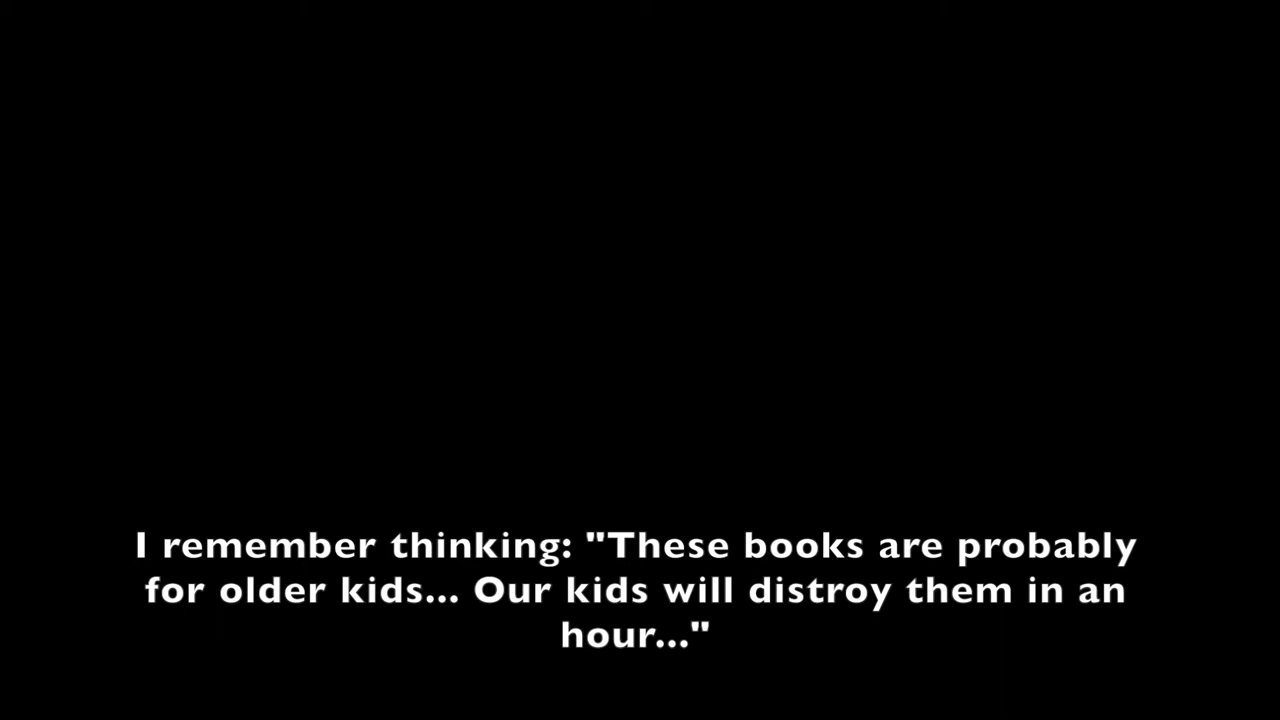 I remember thinking: "These books are probably
for older kids... Our kids will distroy them in an
hour..."